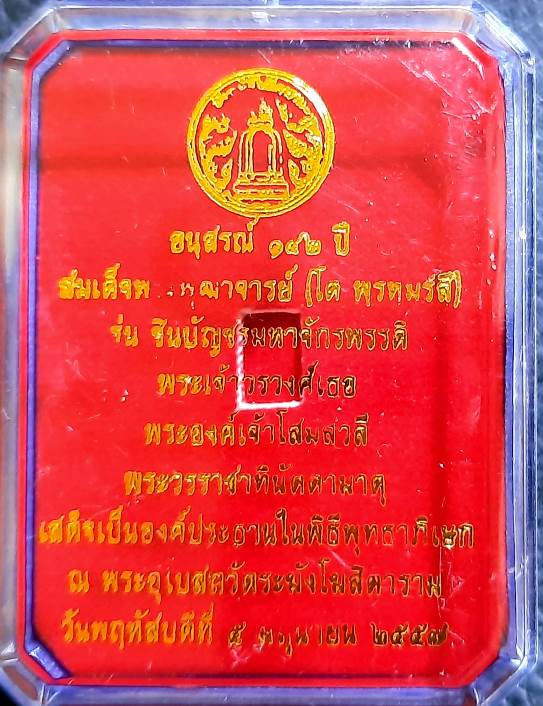 อนุสรณ์ ๑๔๒ ปี
(โต พฺรหฺมรํสี)
รุ่น ชินบัญชรมหาจักรพรรดิ
พระเจ้าวรวงศ์เธอ
พระองค์เจ้าโสมสวลี
พระวรราชาทินัดดามาตุ
เสด็จเป็นองค์ประธานในพิธีพุทธาภิเษก
ณ พระอุโบสถวัดระฆังโฆสิตาราม
วันพฤหัสบดีที่ ๕ มิถุนายน ๒๕๕๗